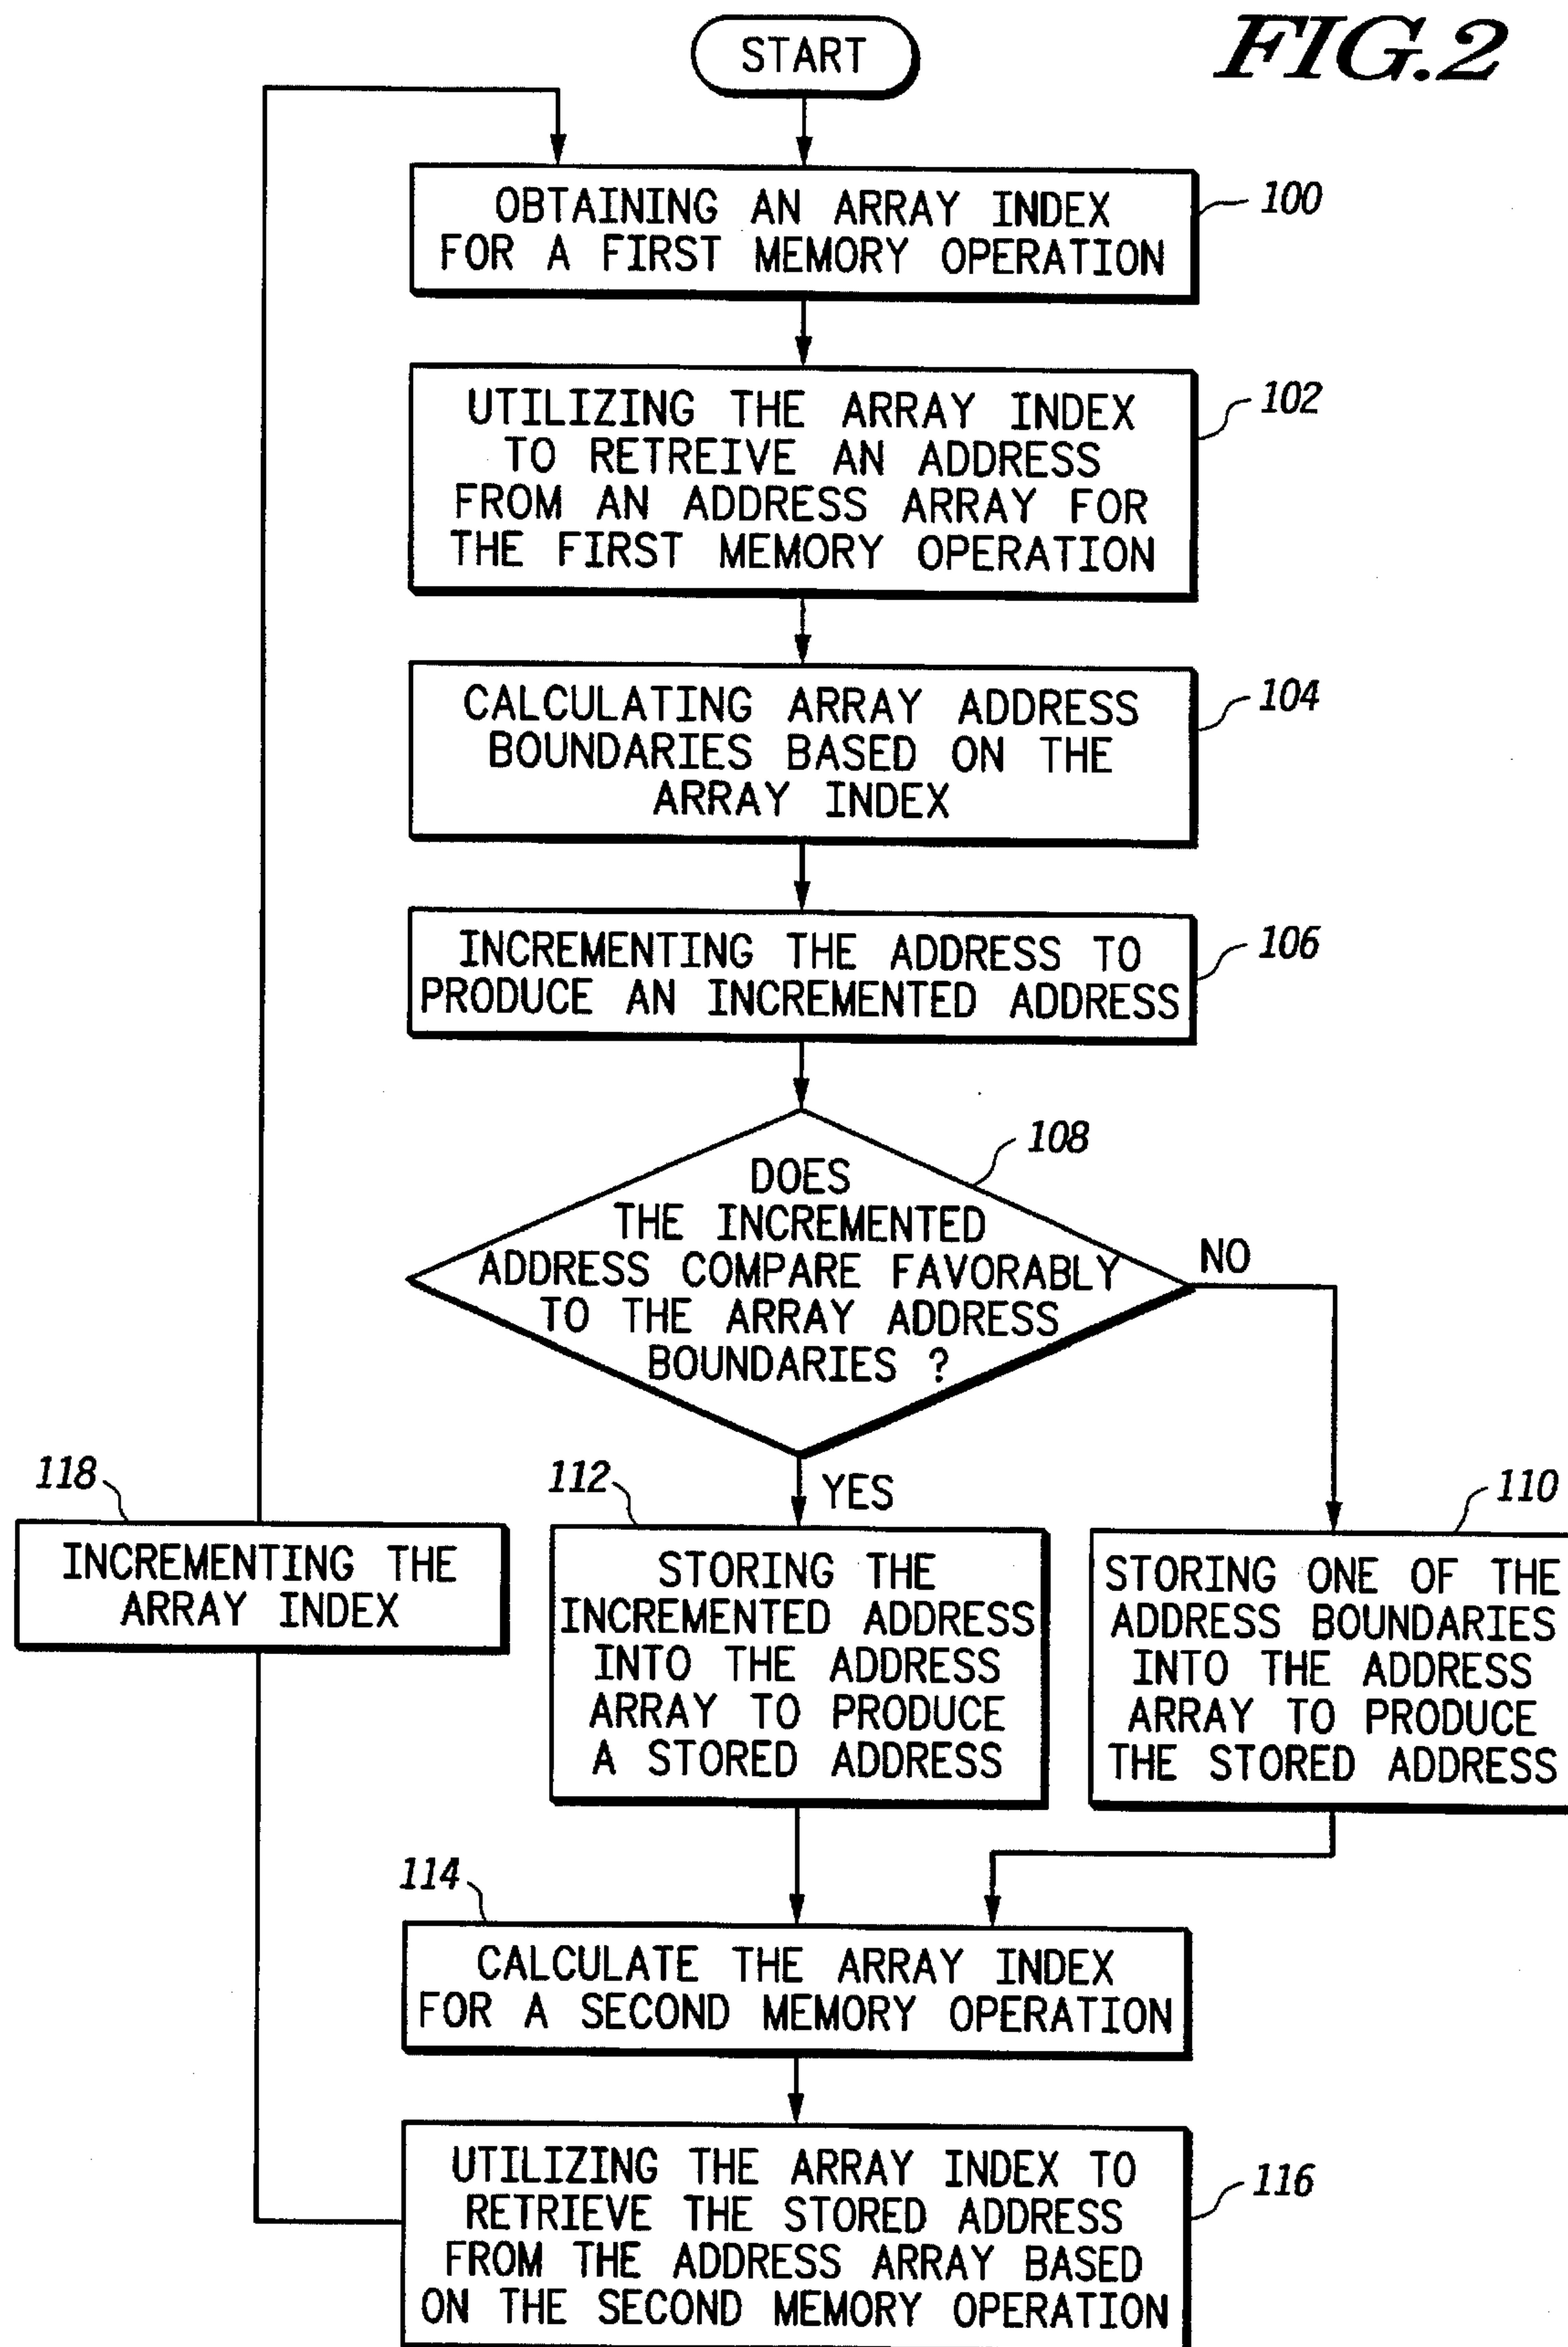 FIG.2
START
OBTAINING AN ARRAY INDEX
FOR A FIRST MEMORY OPERATION
100
UTILIZING THE ARRAY INDEX
TO RETREIVE AN ADDRESS
FROM AN ADDRESS ARRAY FOR
THE FIRST MEMORY OPERATION
102
CALCULATING ARRAY ADDRESS
BOUNDARIES BASED ON THE
ARRAY INDEX
104
INCREMENTING THE ADDRESS TO
PRODUCE AN INCREMENTED ADDRESS
106
108
DOES
THE INCREMENTED
ADDRESS COMPARE FAVORABLY
TO THE ARRAY ADDRESS
BOUNDARIES ?
NO
YES
118
INCREMENTING THE
ARRAY INDEX
112
STORING THE
INCREMENTED ADDRESS
INTO THE ADDRESS
ARRAY TO PRODUCE
A STORED ADDRESS
110
STORING ONE OF THE
ADDRESS BOUNDARIES
INTO THE ADDRESS
ARRAY TO PRODUCE
THE STORED ADDRESS
114
CALCULATE THE ARRAY INDEX
FOR A SECOND MEMORY OPERATION
UTILIZING THE ARRAY INDEX TO
RETRIEVE THE STORED ADDRESS
FROM THE ADDRESS ARRAY BASED
ON THE SECOND MEMORY OPERATION
116